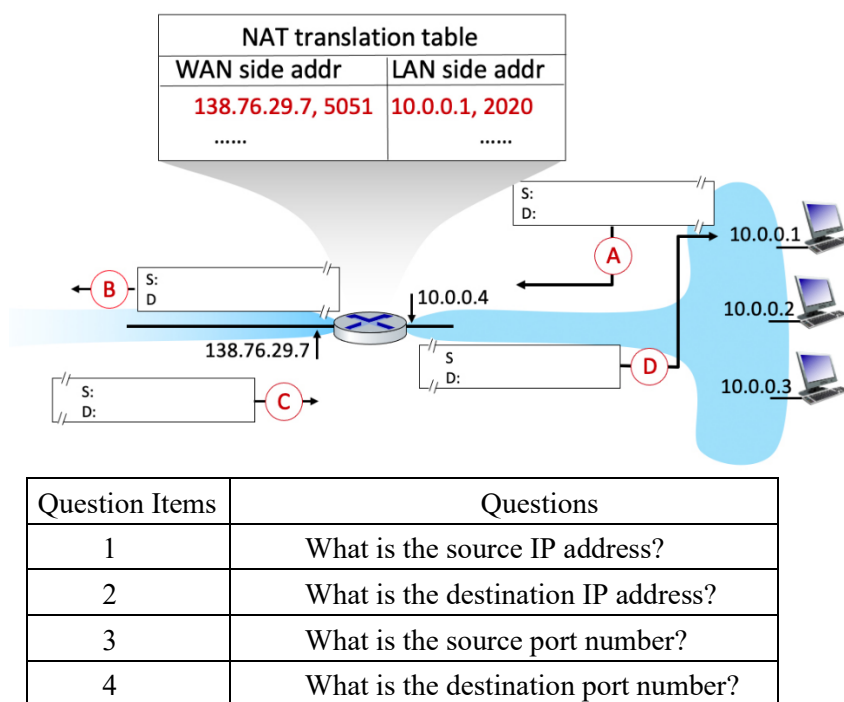 NAT translation table
WAN side addr LAN side addr
138.76.29.7, 5051 10.0.0.1, 2020
...... ......
S:
D:
A
10.0.0.1
B
S:
D
10.0.0.4
10.0.0.2
138.76.29.7
S
D:
D
S:
D:
C
10.0.0.3
Question Items Questions
1 What is the source IP address?
2 What is the destination IP address?
3 What is the source port number?
4 What is the destination port number?